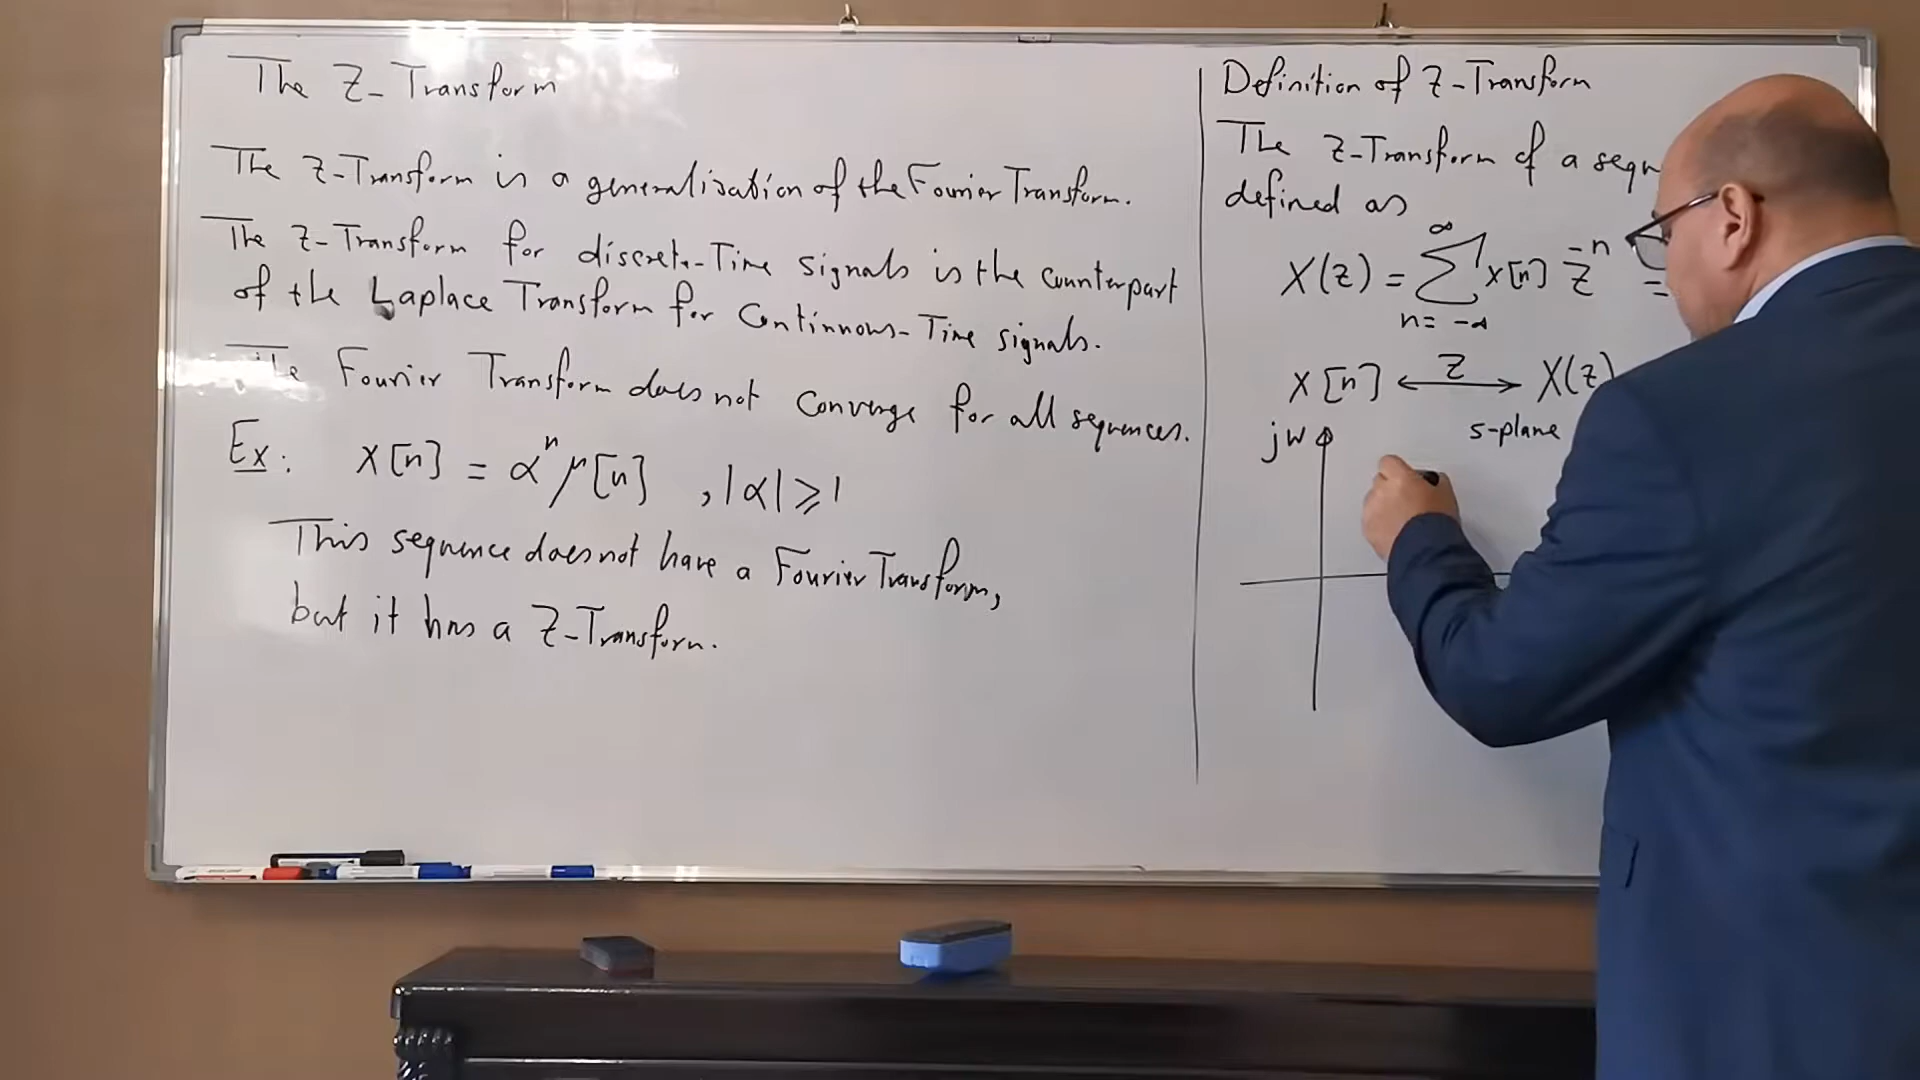 The Z-Transform
The Z-Transform is a generalization of the Fourier Transform.
The Z-Transform for discrete-Time signals is the counterpart
of the Laplace Transform for Continuous-Time signals.
The Fourier Transform does not converge for all sequences.
Ex: x[n] = α^n μ[n] , |α| ⩾ 1
This sequence does not have a Fourier Transform,
but it has a Z-Transform.
Definition of Z-Transform
The Z-Transform of a sequ
defined as
X(z) = ∑_{n=-∞}^{∞} x[n] z^{-n} =
x[n] ⟷^{Z} X(z)
jw s-plane